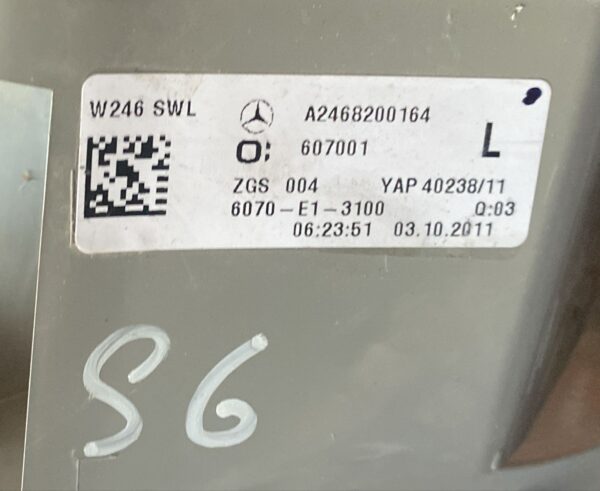 W246 SWL
A2468200164
O: 607001 L
ZGS 004 YAP 40238/11
6070-E1-3100 Q:03
06:23:51 03.10.2011
S6